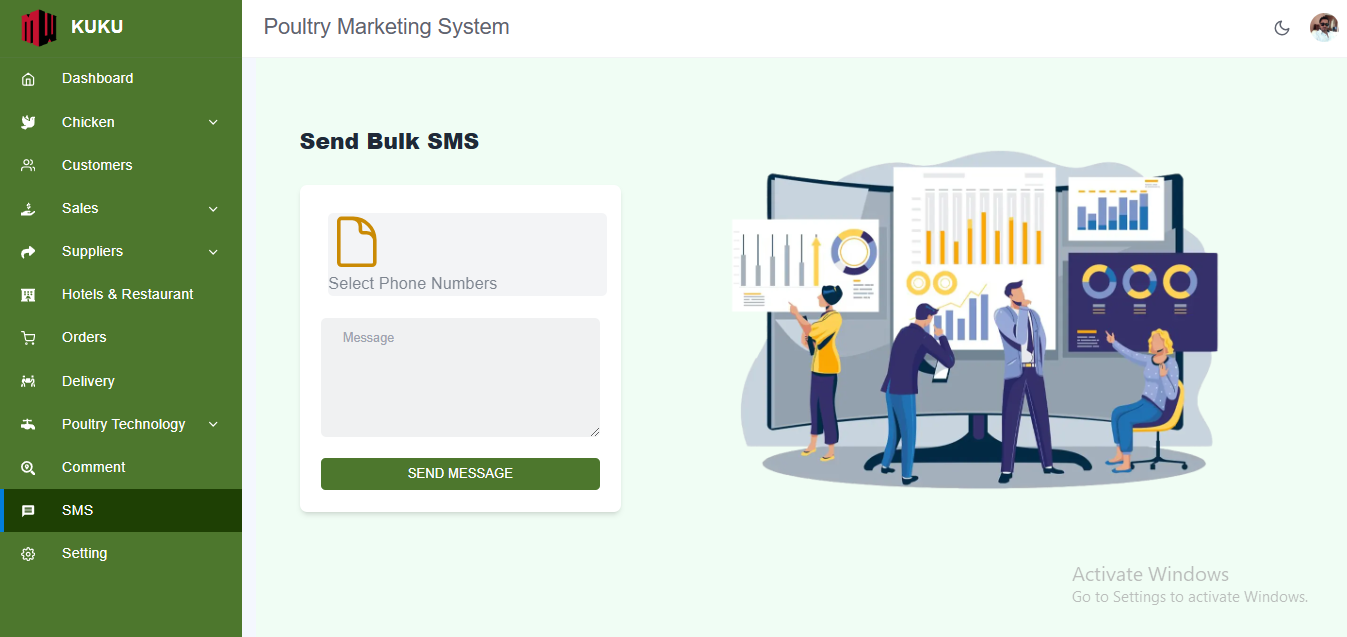 KUKU
Poultry Marketing System
Dashboard
Chicken
Customers
Sales
Suppliers
Hotels & Restaurant
Orders
Delivery
Poultry Technology
Comment
SMS
Setting
Send Bulk SMS
Select Phone Numbers
Message
SEND MESSAGE
Activate Windows
Go to Settings to activate Windows.